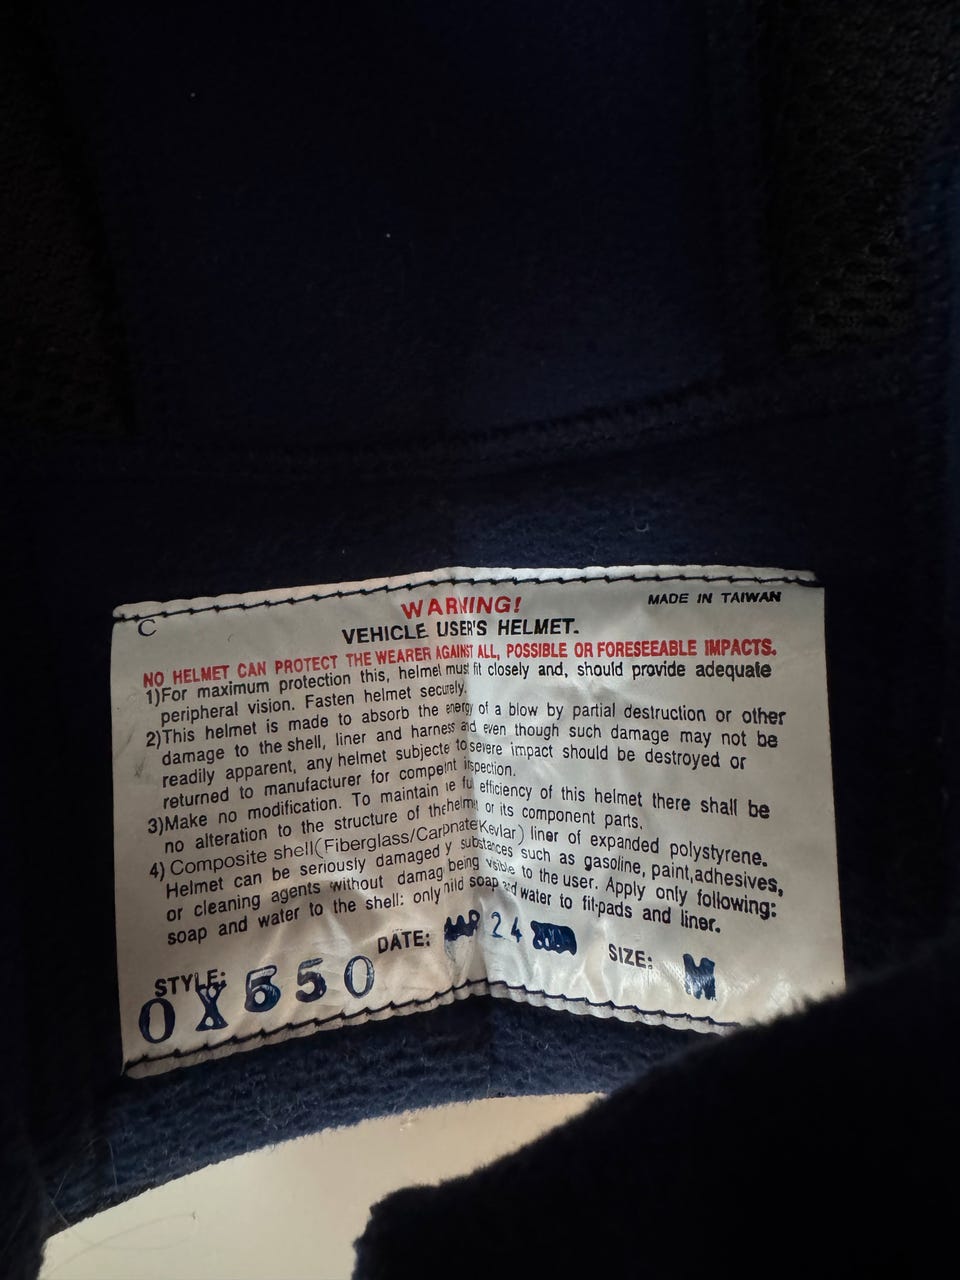 C
WARNING!
MADE IN TAIWAN
VEHICLE USER'S HELMET.
NO HELMET CAN PROTECT THE WEARER AGAINST ALL, POSSIBLE OR FORESEEABLE IMPACTS.
1)For maximum protection this, helmet must fit closely and, should provide adequate
peripheral vision. Fasten helmet securely.
2)This helmet is made to absorb the energy of a blow by partial destruction or other
damage to the shell, liner and harness and even though such damage may not be
readily apparent, any helmet subjecte to severe impact should be destroyed or
returned to manufacturer for inspection.
3)Make no modification. To maintain fu efficiency of this helmet there shall be
no alteration to the structure of the helme or its component parts.
4) Composite shell(Fiberglass/Car Kevlar) liner of expanded polystyrene.
Helmet can be seriously damaged y substances such as gasoline, paint,adhesives,
or cleaning agents without damag being visible to the user. Apply only following:
soap and water to the shell: only mild soap and water to fit-pads and liner.
STYLE: 0X550
DATE: 24
SIZE: M